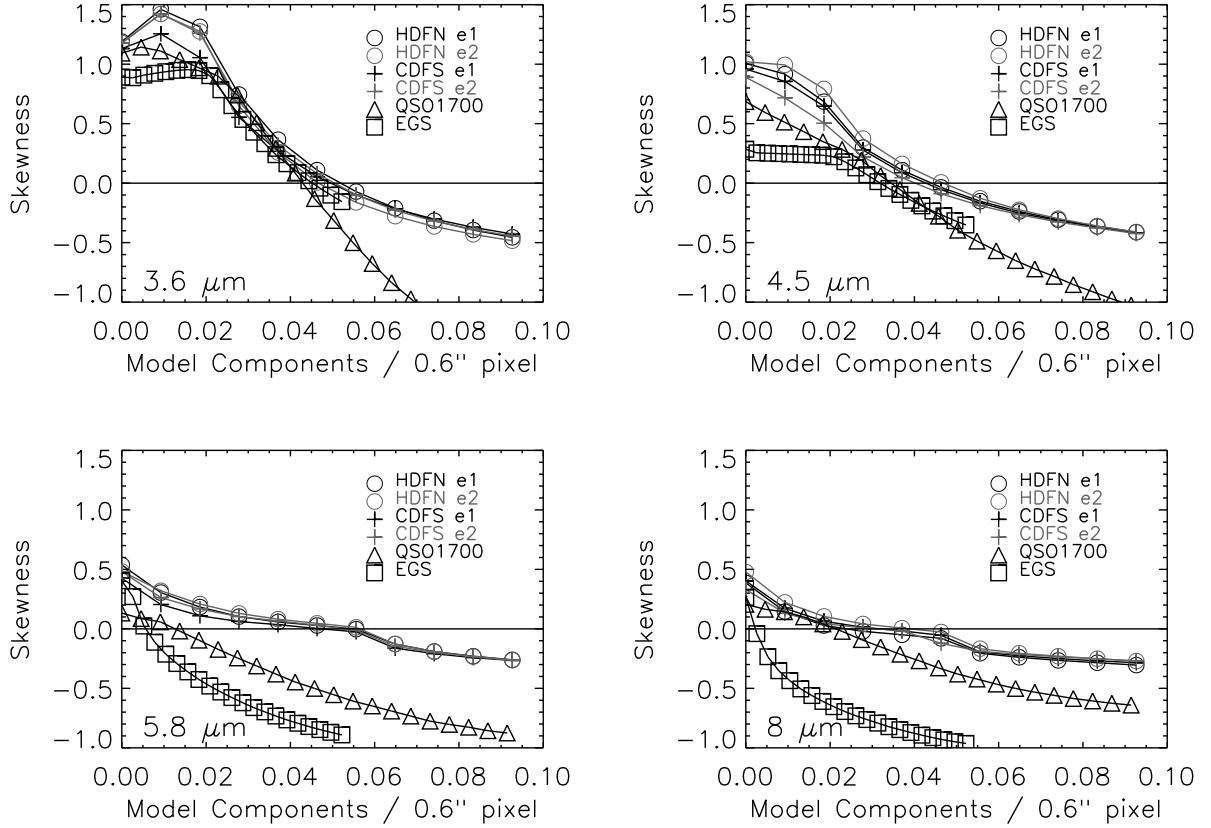 1.5
1.0
0.5
0.0
−0.5
−1.0
Skewness
HDFN e1
HDFN e2
CDFS e1
CDFS e2
QSO1700
EGS
3.6 μm
0.00 0.02 0.04 0.06 0.08 0.10
Model Components / 0.6" pixel
1.5
1.0
0.5
0.0
−0.5
−1.0
Skewness
HDFN e1
HDFN e2
CDFS e1
CDFS e2
QSO1700
EGS
4.5 μm
0.00 0.02 0.04 0.06 0.08 0.10
Model Components / 0.6" pixel
1.5
1.0
0.5
0.0
−0.5
−1.0
Skewness
HDFN e1
HDFN e2
CDFS e1
CDFS e2
QSO1700
EGS
5.8 μm
0.00 0.02 0.04 0.06 0.08 0.10
Model Components / 0.6" pixel
1.5
1.0
0.5
0.0
−0.5
−1.0
Skewness
HDFN e1
HDFN e2
CDFS e1
CDFS e2
QSO1700
EGS
8 μm
0.00 0.02 0.04 0.06 0.08 0.10
Model Components / 0.6" pixel